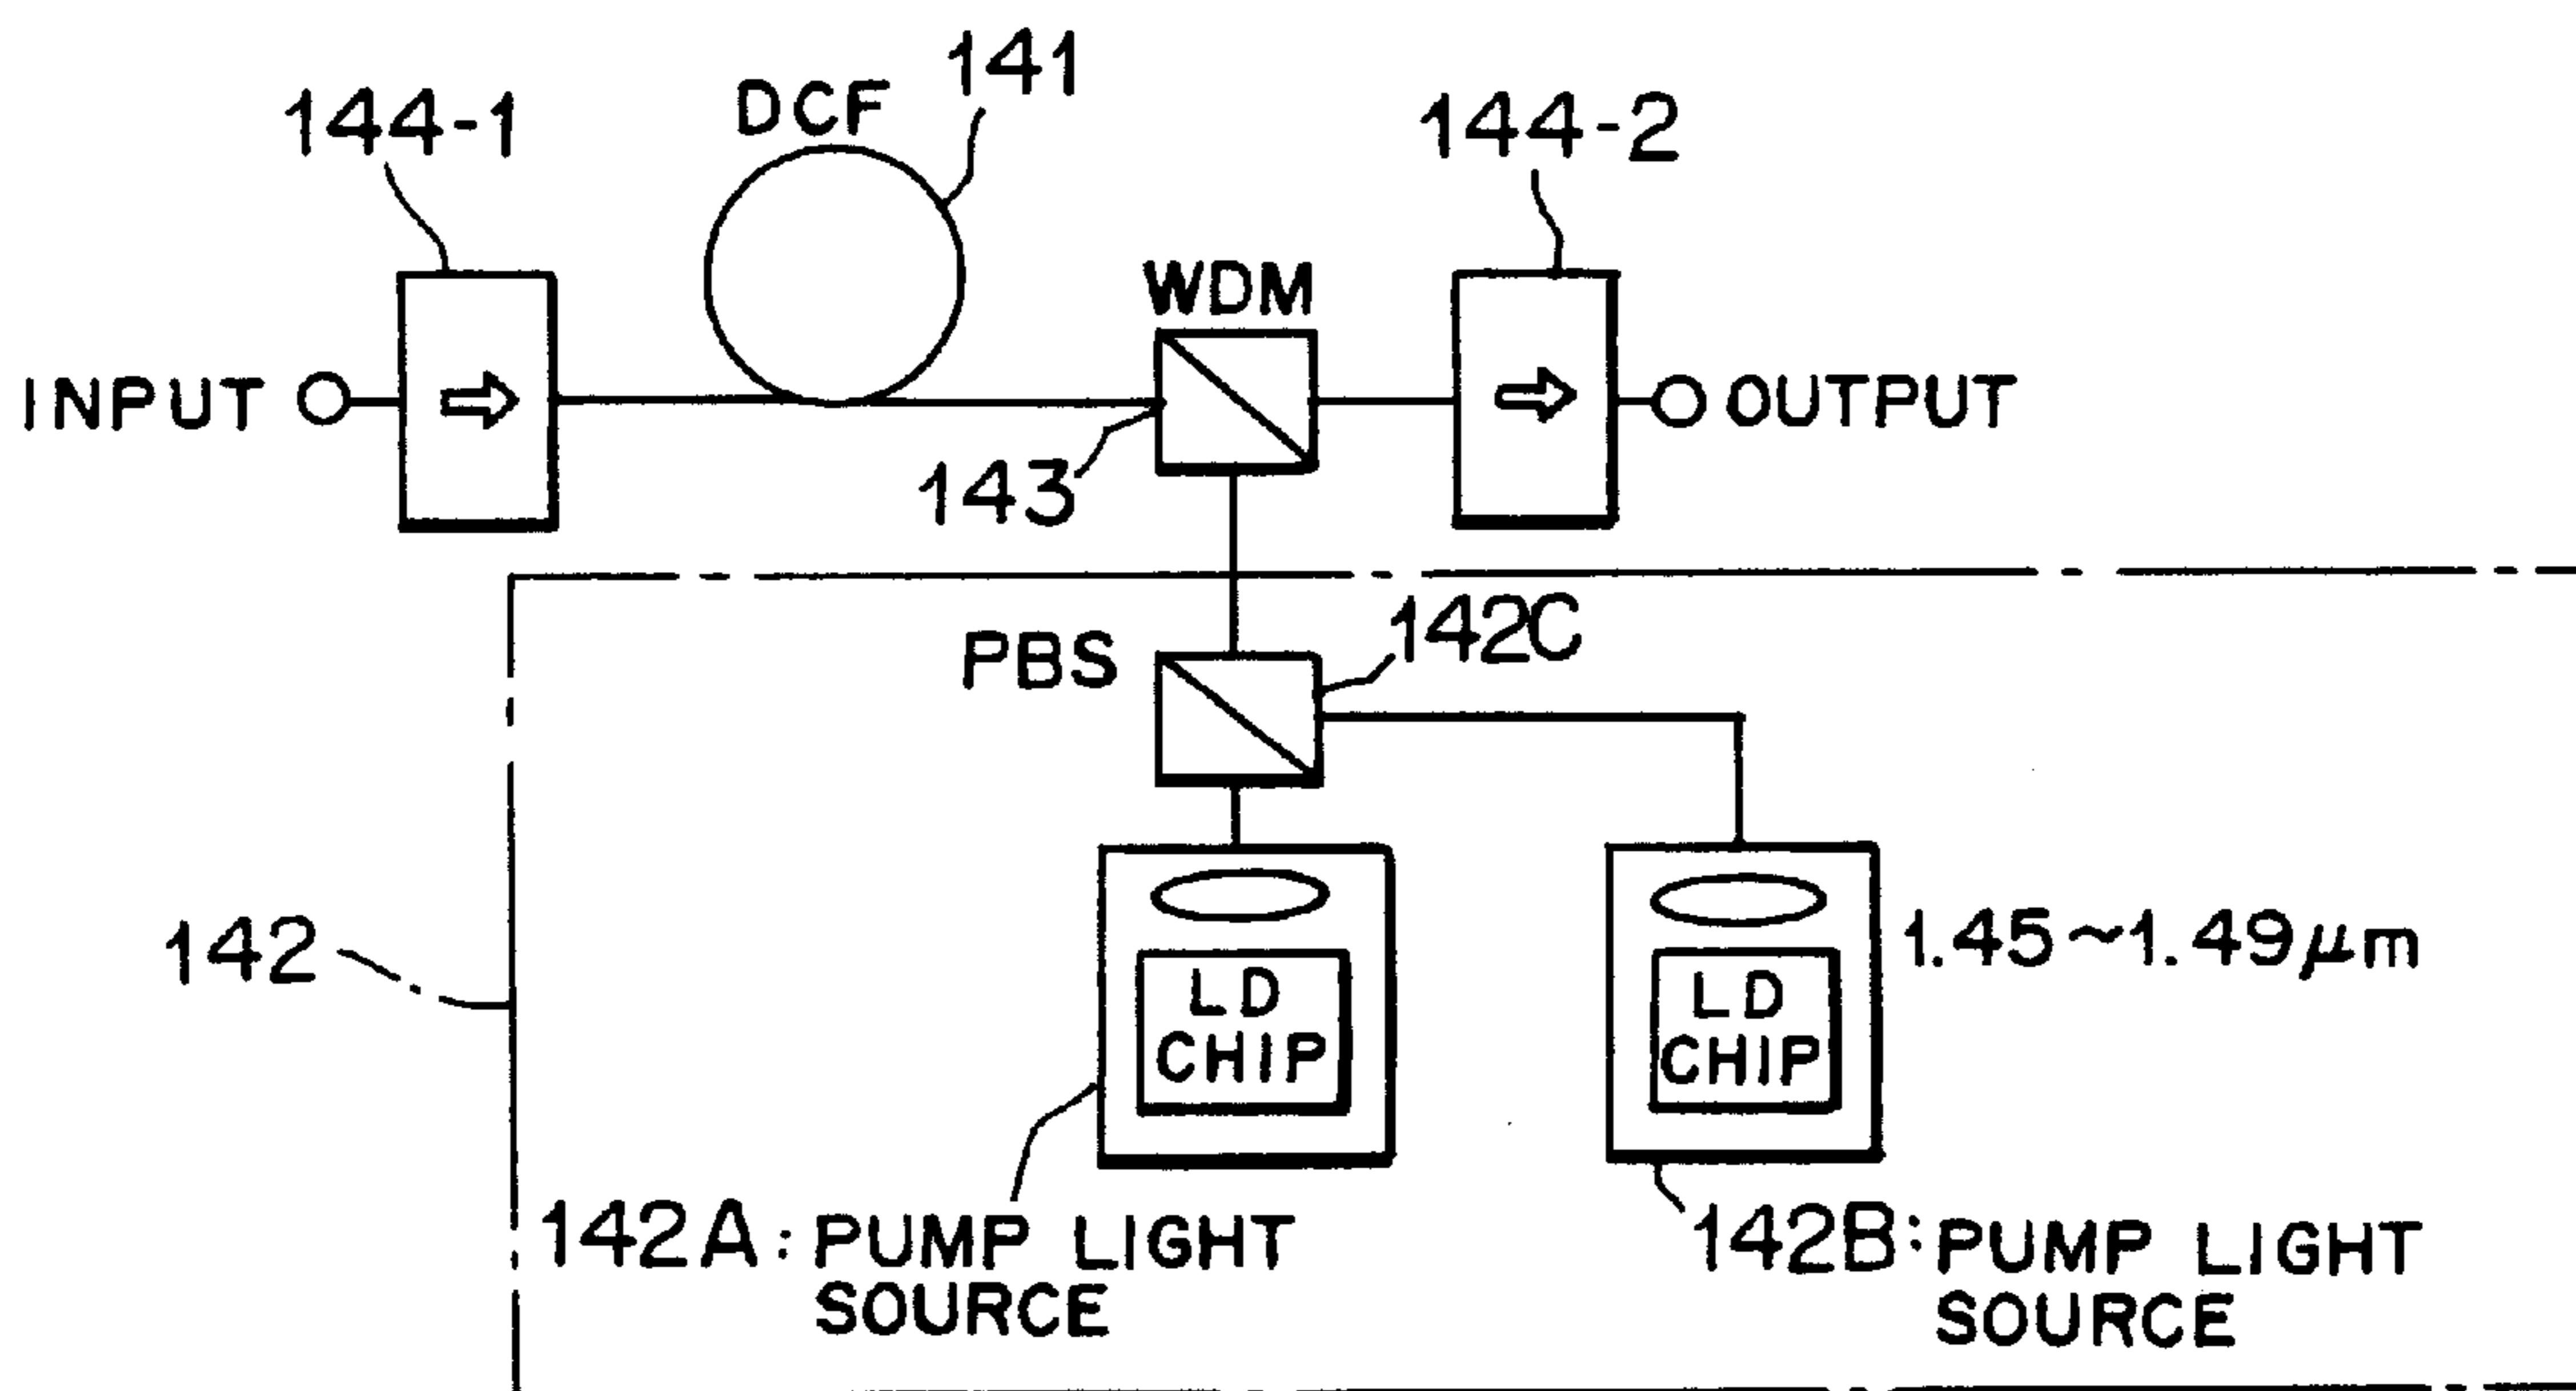 141
DCF
144-1
144-2
WDM
INPUT
OUTPUT
143
142C
PBS
142
1.45~1.49μm
LD
CHIP
LD
CHIP
142A: PUMP LIGHT
SOURCE
142B: PUMP LIGHT
SOURCE